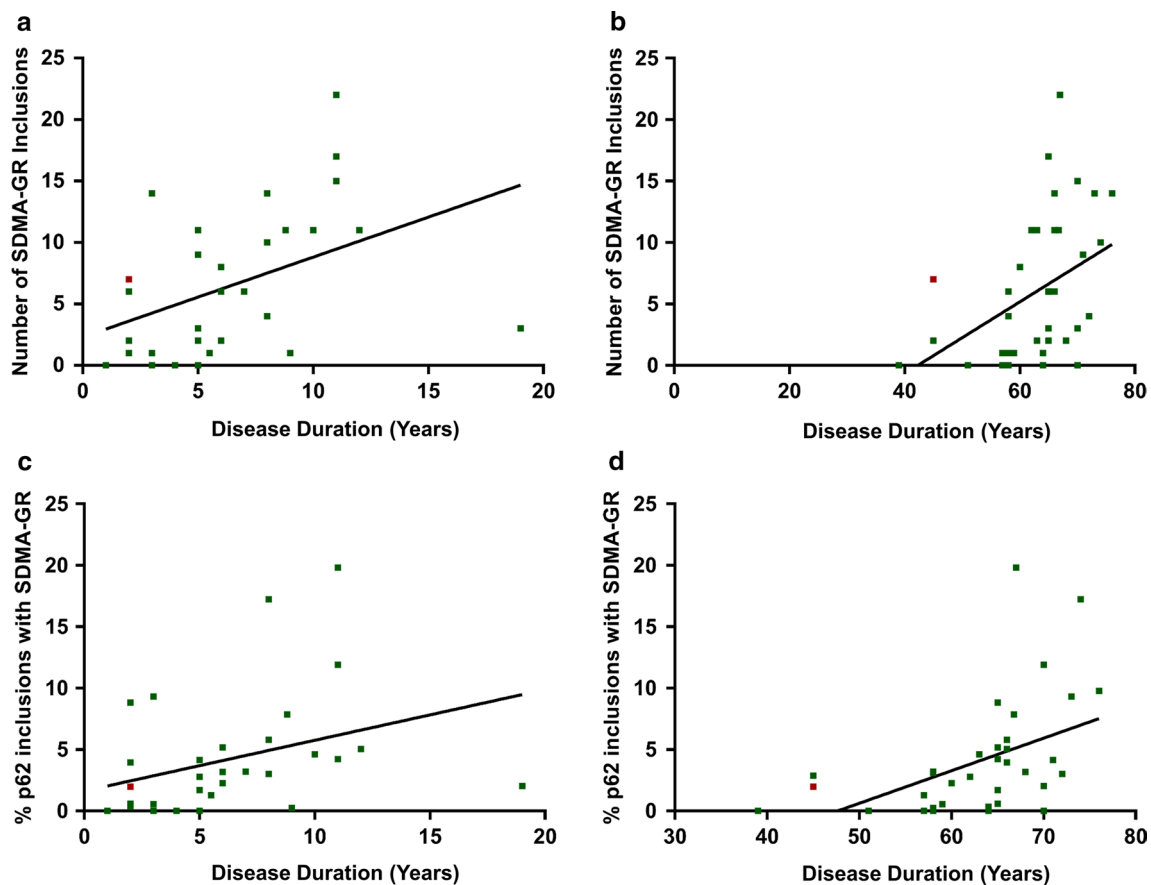 a
Number of SDMA-GR Inclusions
25
20
15
10
5
0
0 5 10 15 20
Disease Duration (Years)
b
Number of SDMA-GR Inclusions
25
20
15
10
5
0
0 20 40 60 80
Disease Duration (Years)
c
% p62 inclusions with SDMA-GR
25
20
15
10
5
0
0 5 10 15 20
Disease Duration (Years)
d
% p62 inclusions with SDMA-GR
25
20
15
10
5
0
30 40 50 60 70 80
Disease Duration (Years)